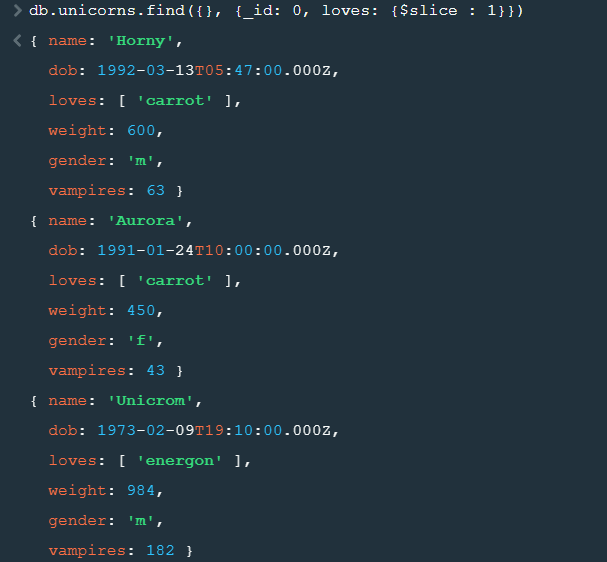 > db.unicorns.find({}, {_id: 0, loves: {$slice : 1}})
< { name: 'Horny',
dob: 1992-03-13T05:47:00.000Z,
loves: [ 'carrot' ],
weight: 600,
gender: 'm',
vampires: 63 }
{ name: 'Aurora',
dob: 1991-01-24T10:00:00.000Z,
loves: [ 'carrot' ],
weight: 450,
gender: 'f',
vampires: 43 }
{ name: 'Unicrom',
dob: 1973-02-09T19:10:00.000Z,
loves: [ 'energon' ],
weight: 984,
gender: 'm',
vampires: 182 }